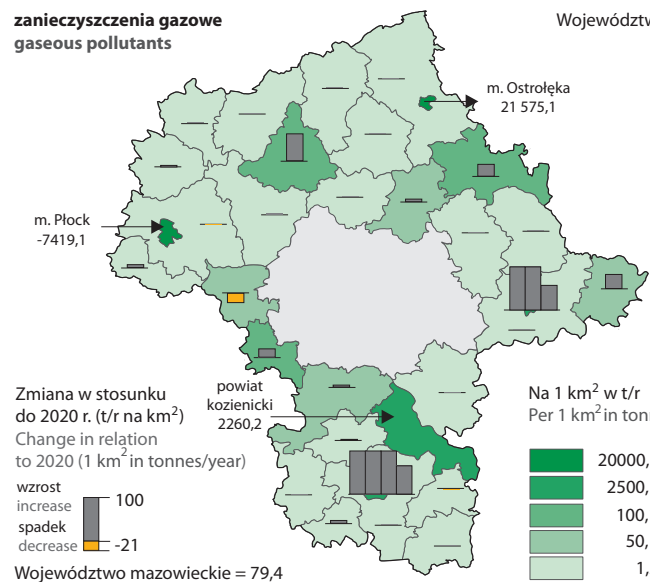 zanieczyszczenia gazowe
gaseous pollutants
Województw
m. Ostrołęka
21 575,1
m. Płock
-7419,1
powiat
kozienicki
2260,2
Zmiana w stosunku
do 2020 r. (t/r na km²)
Change in relation
to 2020 (1 km² in tonnes/year)
wzrost
increase
spadek
decrease
100
-21
Województwo mazowieckie = 79,4
Na 1 km² w t/r
Per 1 km² in tonn
20000,
2500,
100,
50,
1,